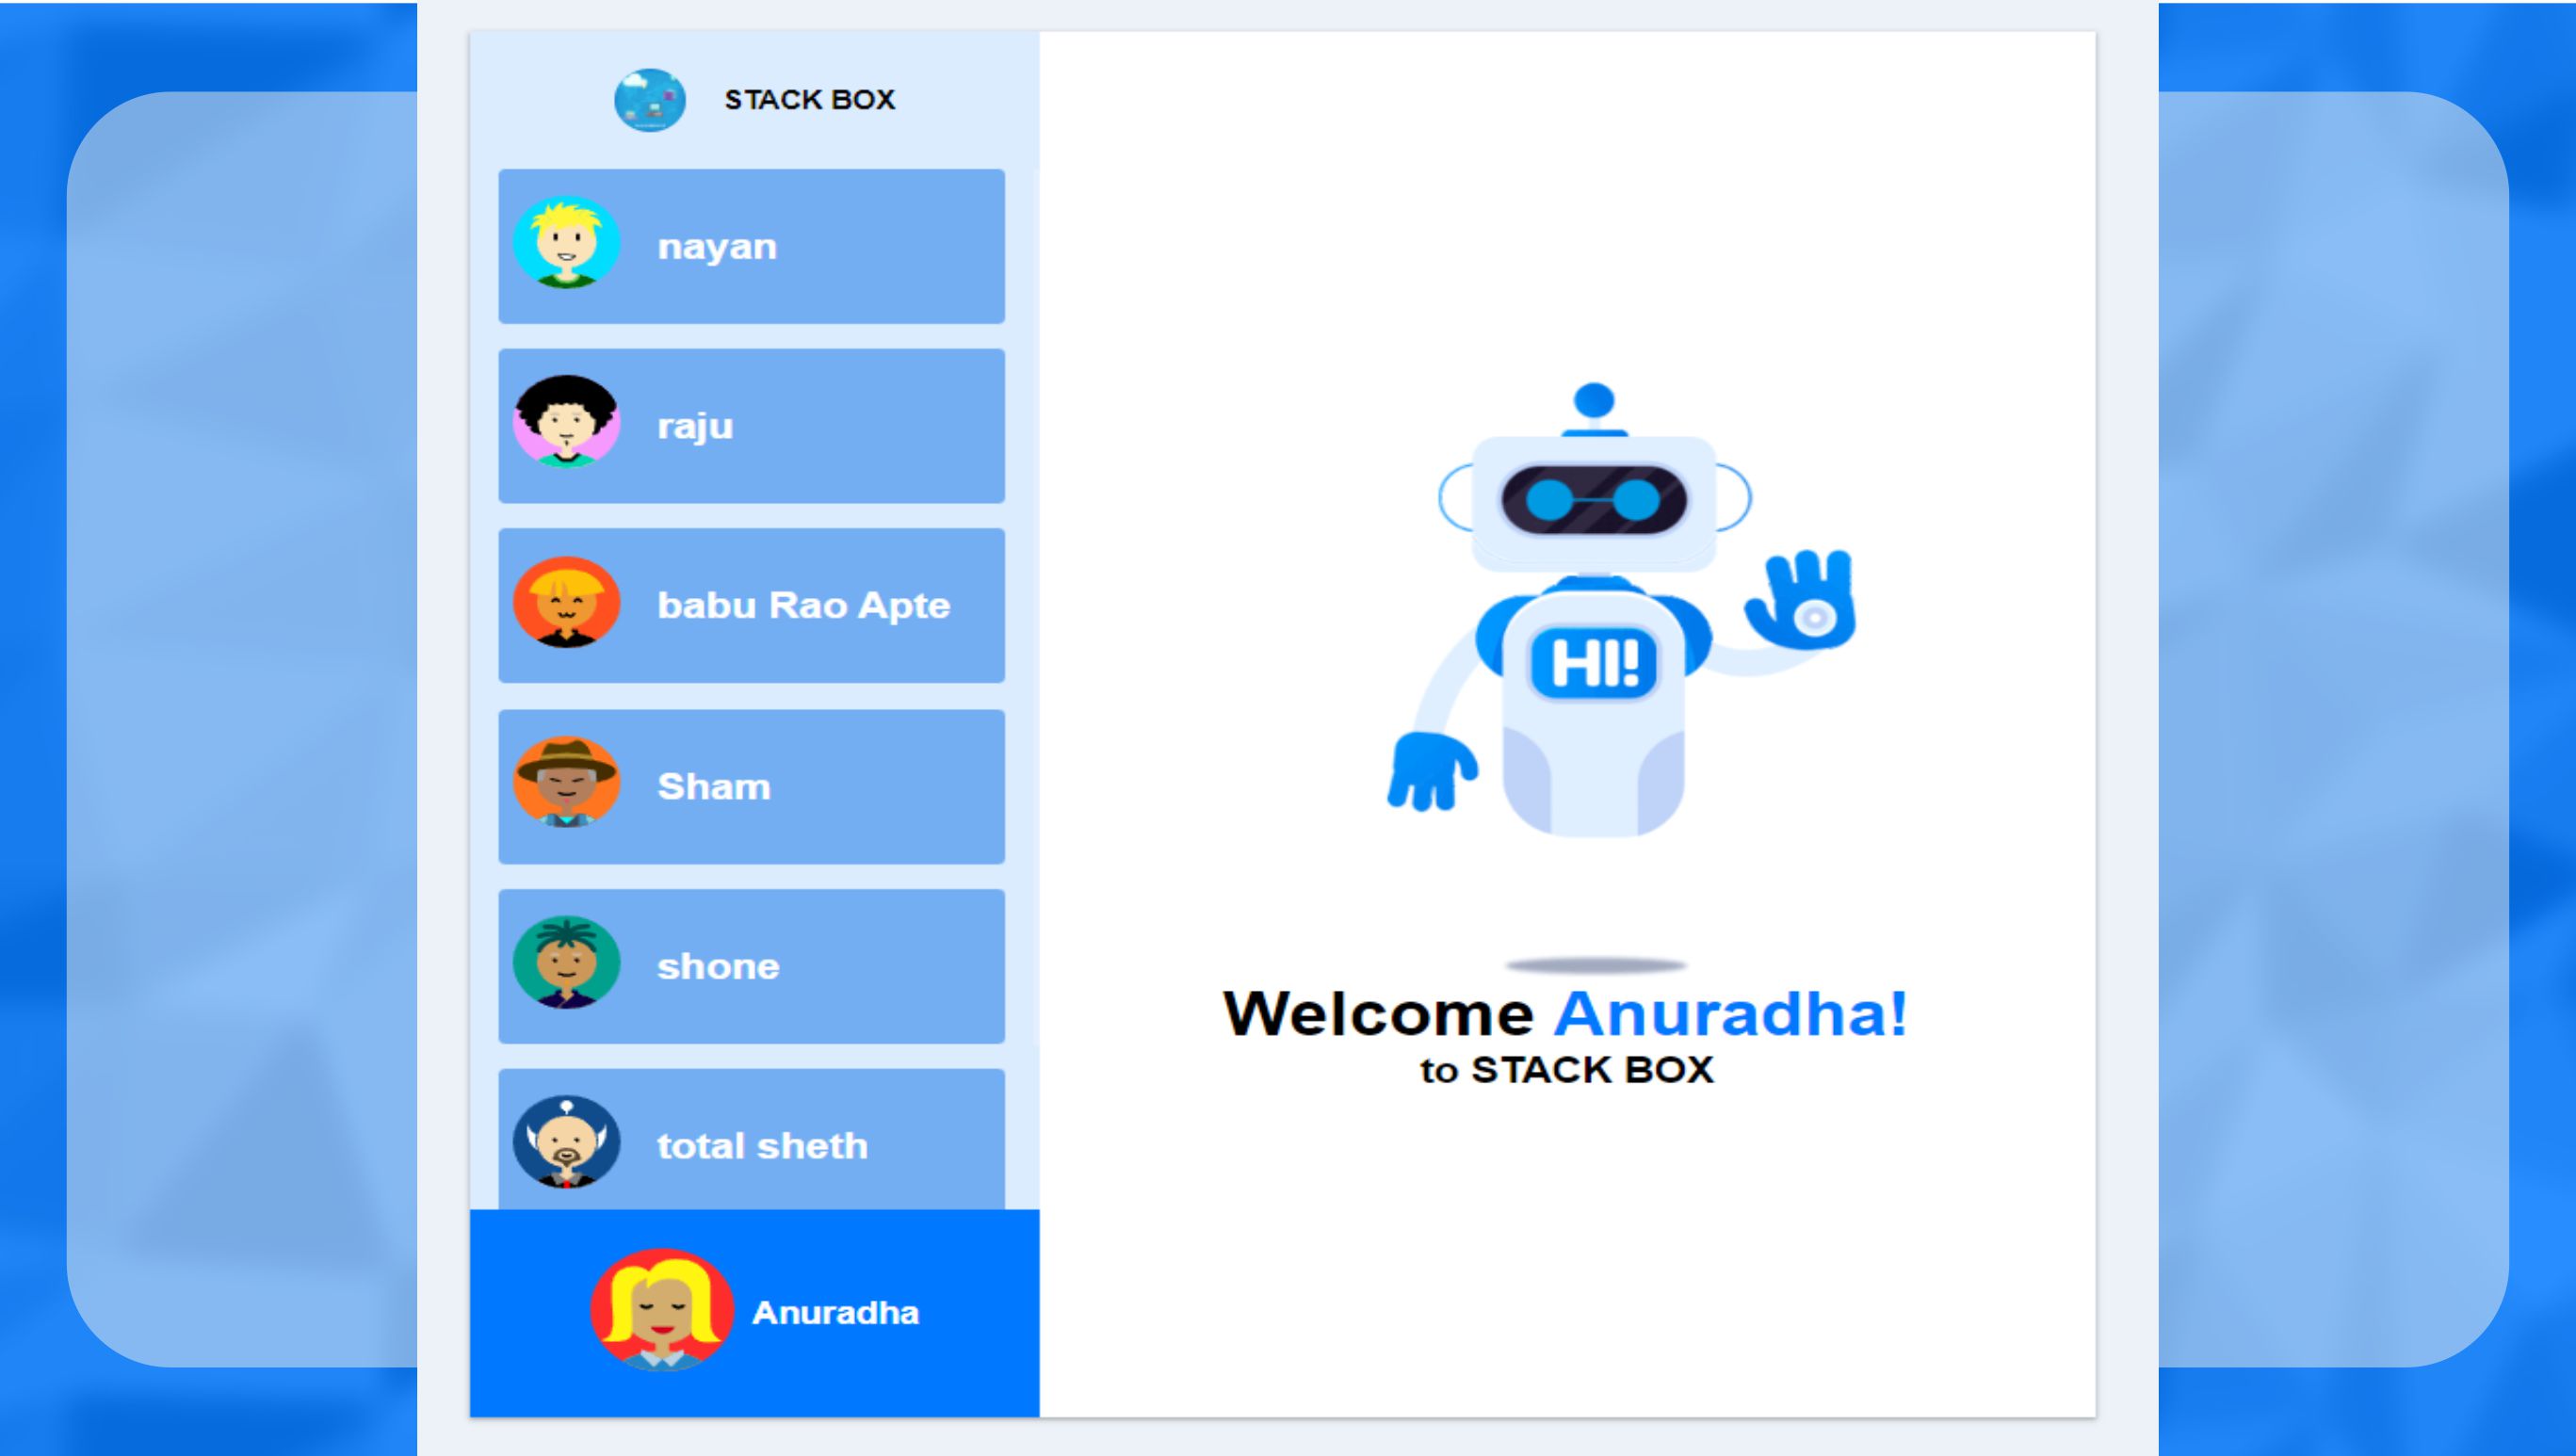 STACK BOX
nayan
raju
babu Rao Apte
Sham
shone
total sheth
Anuradha
HI!
Welcome Anuradha!
to STACK BOX